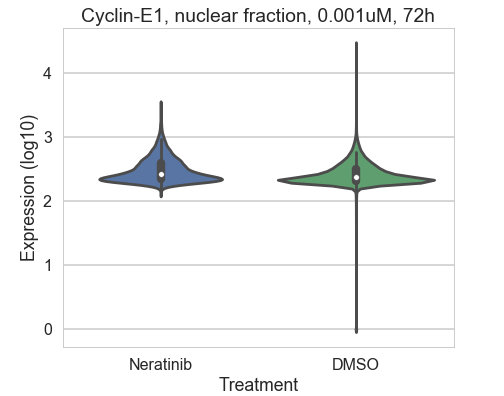 Cyclin-E1, nuclear fraction, 0.001uM, 72h
Expression (log10)
4
3
2
1
0
Neratinib
DMSO
Treatment